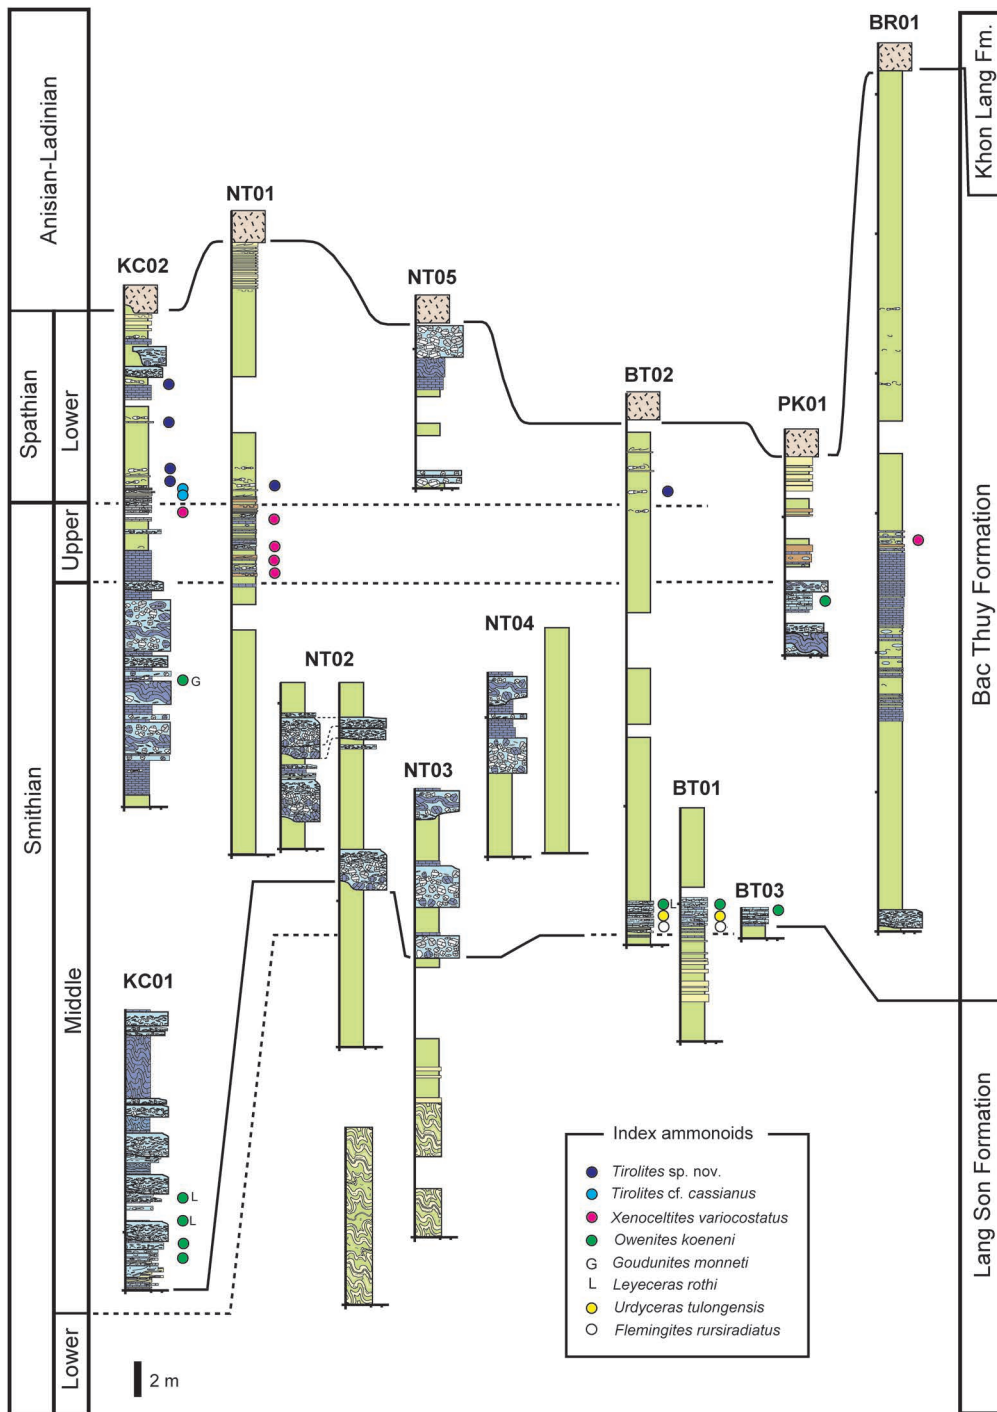 BR01
Khon Lang Fm.
Anisian-Ladinian
NT01
KC02
NT05
BT02
PK01
Spathian
Lower
Upper
Bac Thuy Formation
G
NT02
NT04
NT03
BT01
Smithian
BT03
L
Middle
KC01
Lang Son Formation
Index ammonoids
Tirolites sp. nov.
Tirolites cf. cassianus
L
Xenoceltites variocostatus
L
Owenites koeneni
G Goudunites monneti
L Leyeceras rothi
Urdyceras tulongensis
Flemingites rursiradiatus
Lower
2 m